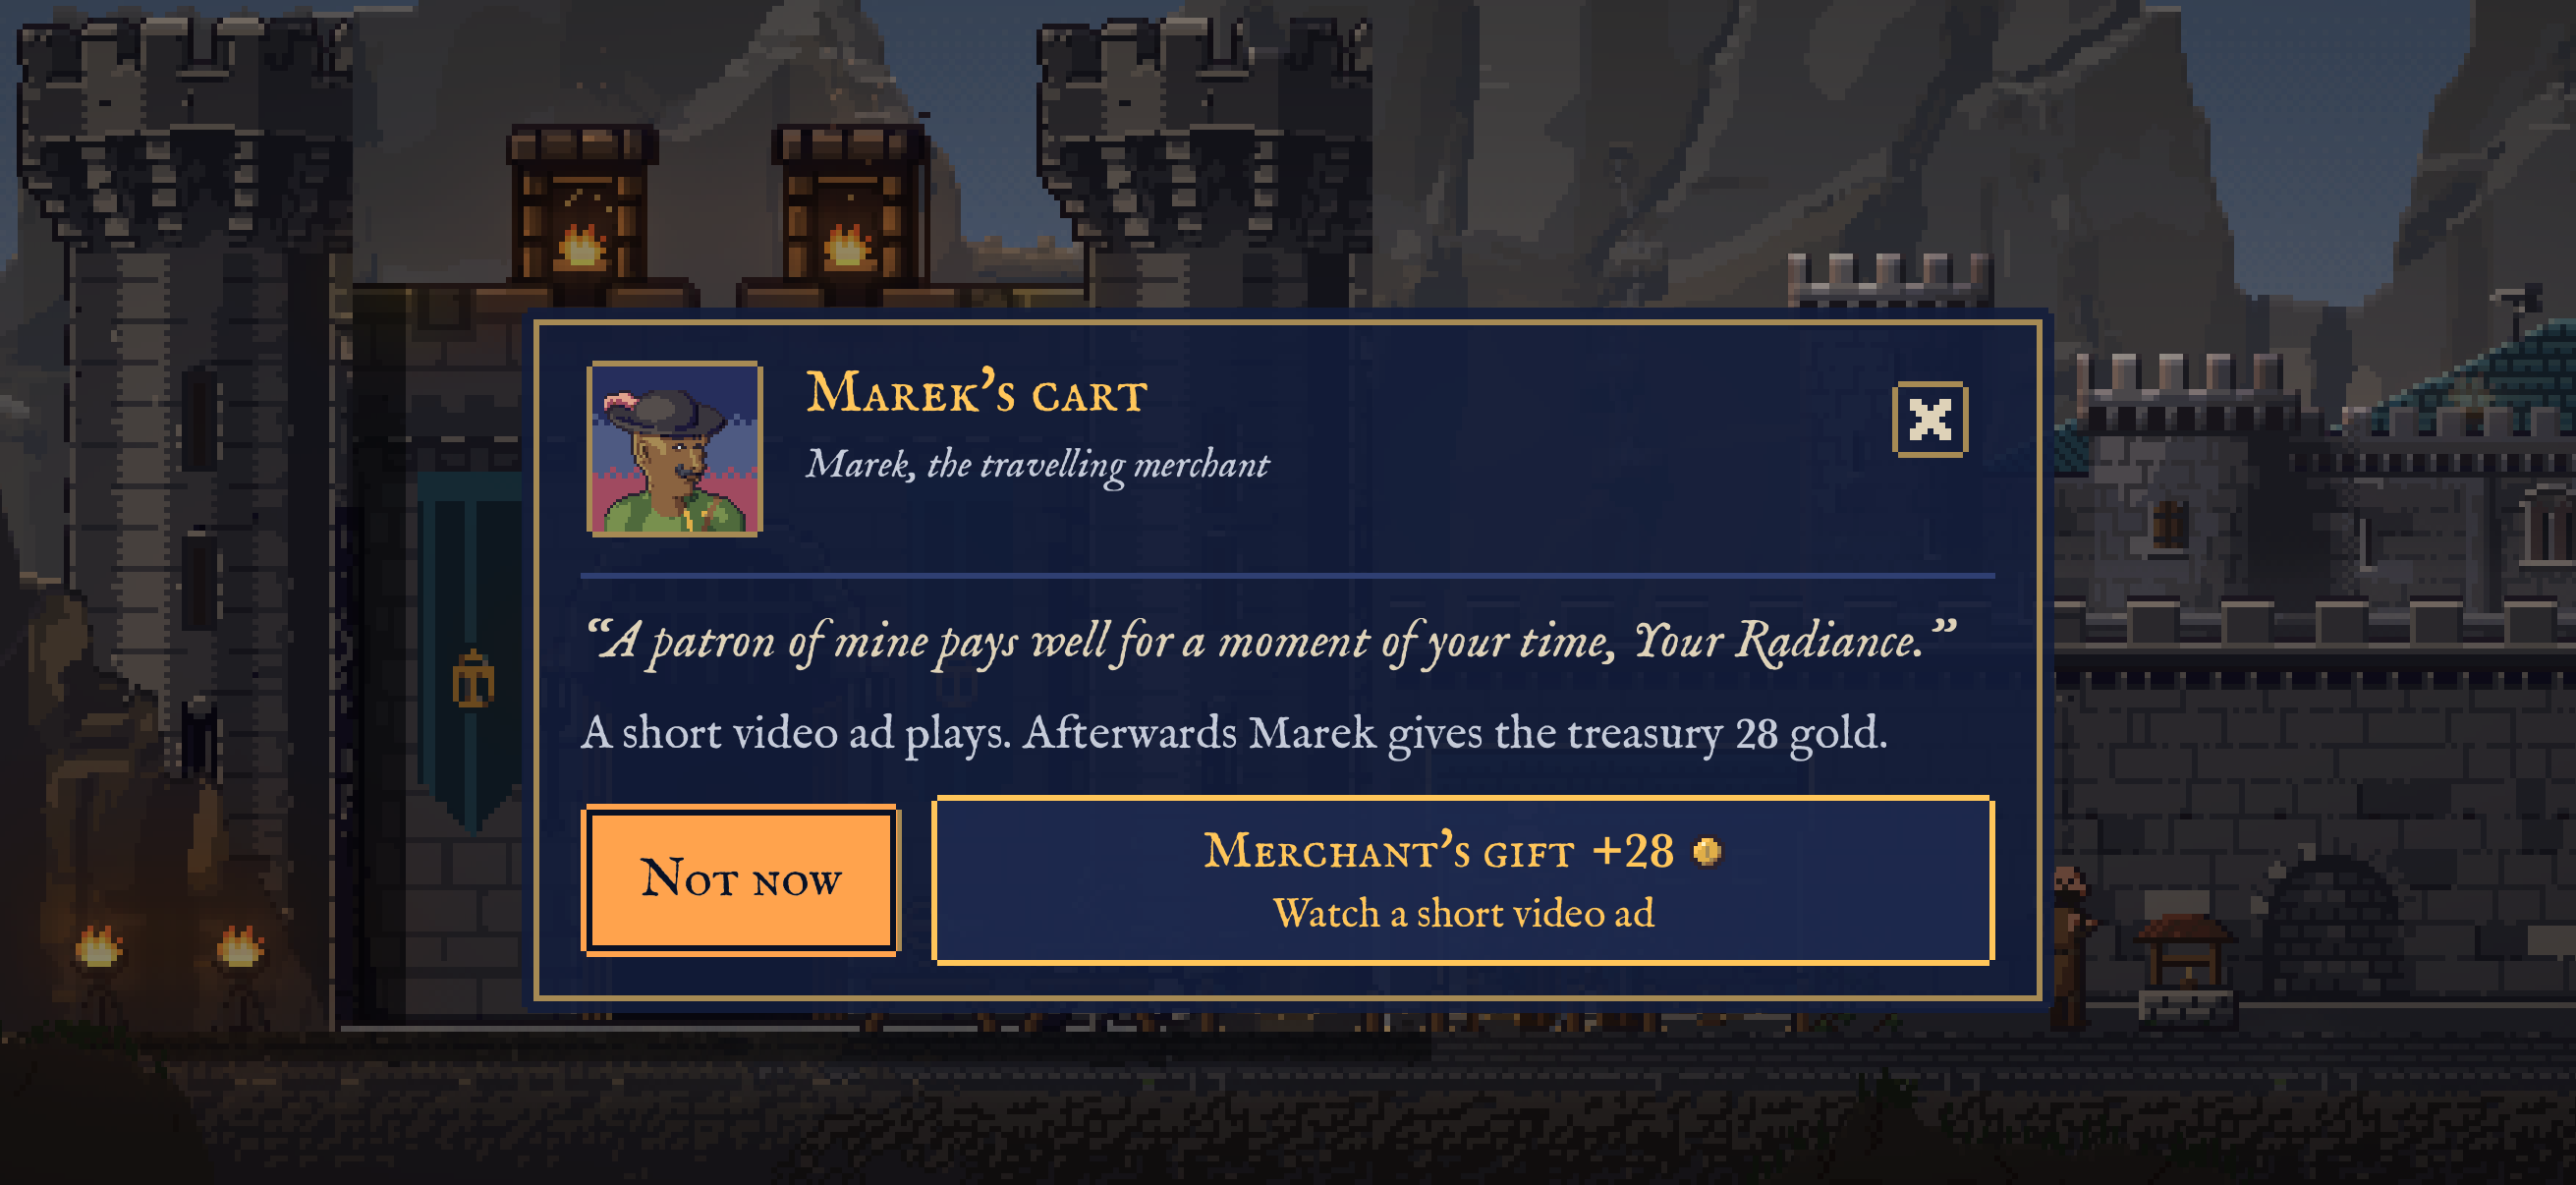 Marek's cart
Marek, the travelling merchant
“A patron of mine pays well for a moment of your time, Your Radiance.”
A short video ad plays. Afterwards Marek gives the treasury 28 gold.
Not now
Merchant's gift +28
Watch a short video ad